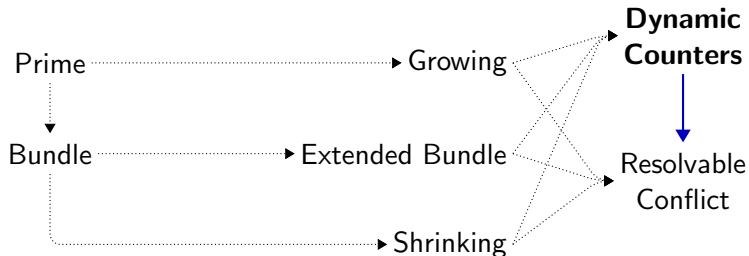 Dynamic
Counters
Prime
Growing
Bundle
Extended Bundle
Resolvable
Conflict
Shrinking